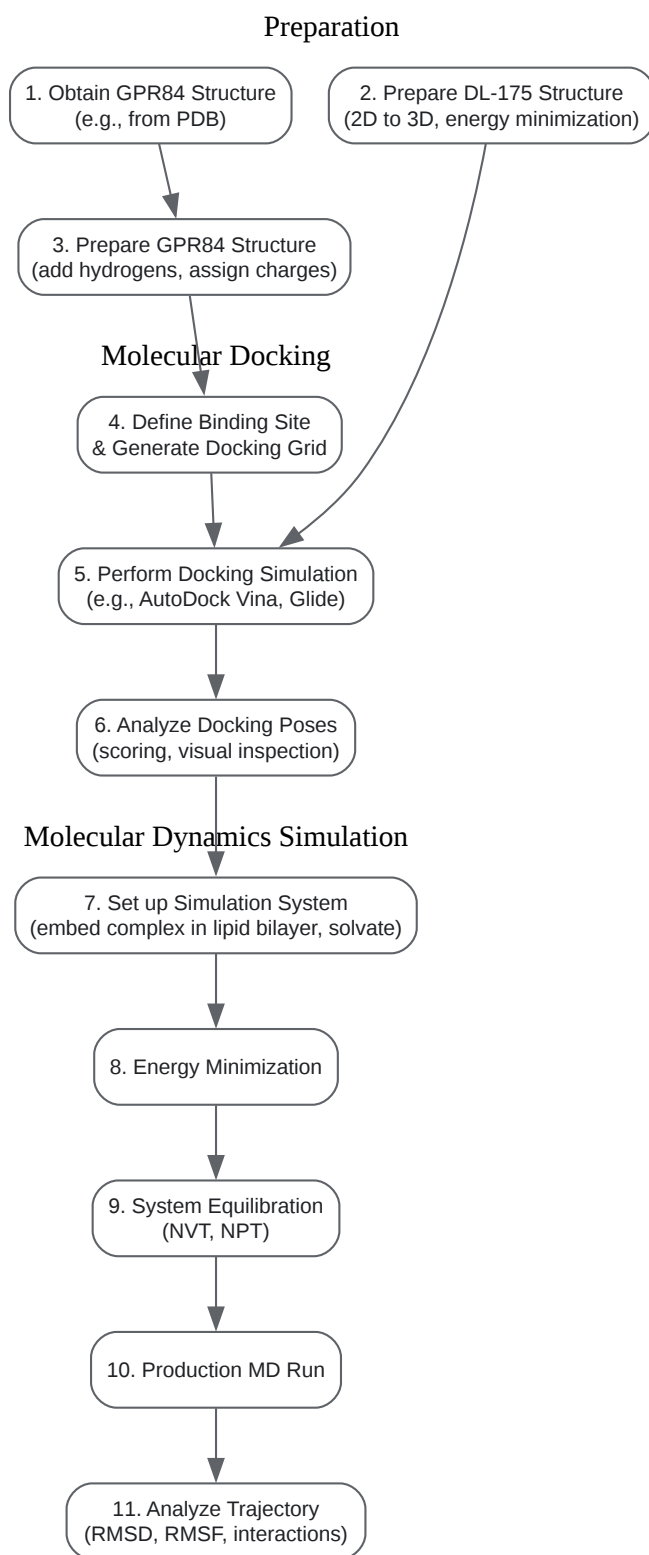 Preparation
1. Obtain GPR84 Structure
(e.g., from PDB)
2. Prepare DL-175 Structure
(2D to 3D, energy minimization)
3. Prepare GPR84 Structure
(add hydrogens, assign charges)
Molecular Docking
4. Define Binding Site
& Generate Docking Grid
5. Perform Docking Simulation
(e.g., AutoDock Vina, Glide)
6. Analyze Docking Poses
(scoring, visual inspection)
Molecular Dynamics Simulation
7. Set up Simulation System
(embed complex in lipid bilayer, solvate)
8. Energy Minimization
9. System Equilibration
(NVT, NPT)
10. Production MD Run
11. Analyze Trajectory
(RMSD, RMSF, interactions)